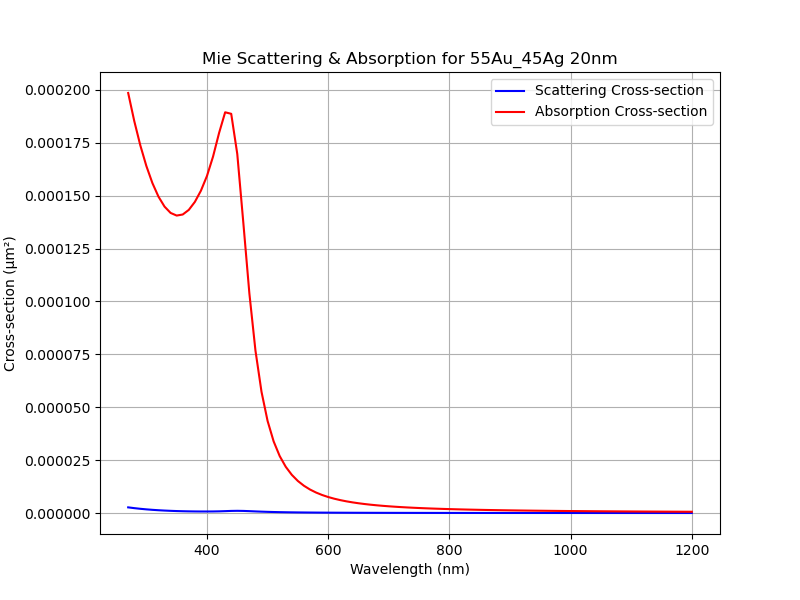 Mie Scattering & Absorption for 55Au_45Ag 20nm
Scattering Cross-section
Absorption Cross-section
Cross-section (μm²)
0.000200
0.000175
0.000150
0.000125
0.000100
0.000075
0.000050
0.000025
0.000000
400 600 800 1000 1200
Wavelength (nm)